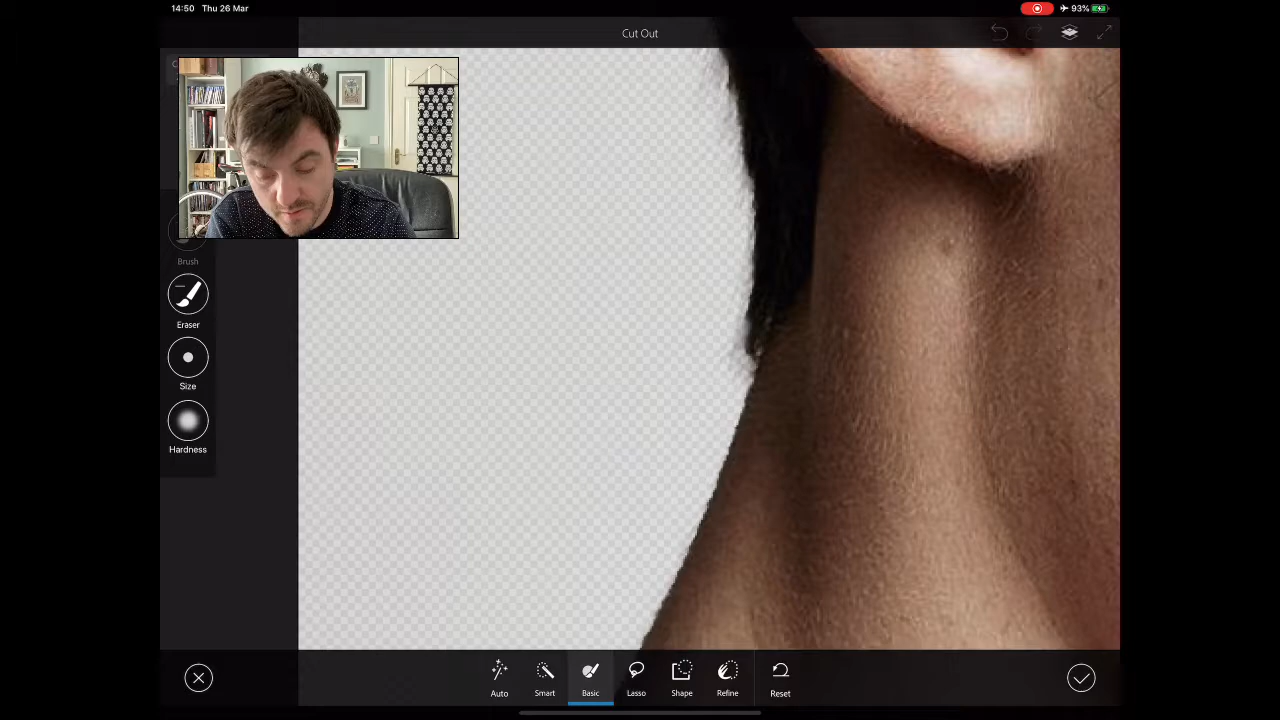 14:50 Thu 26 Mar
93%
Cut Out
Brush
Eraser
Size
Hardness
Auto
Smart
Basic
Lasso
Shape
Refine
Reset